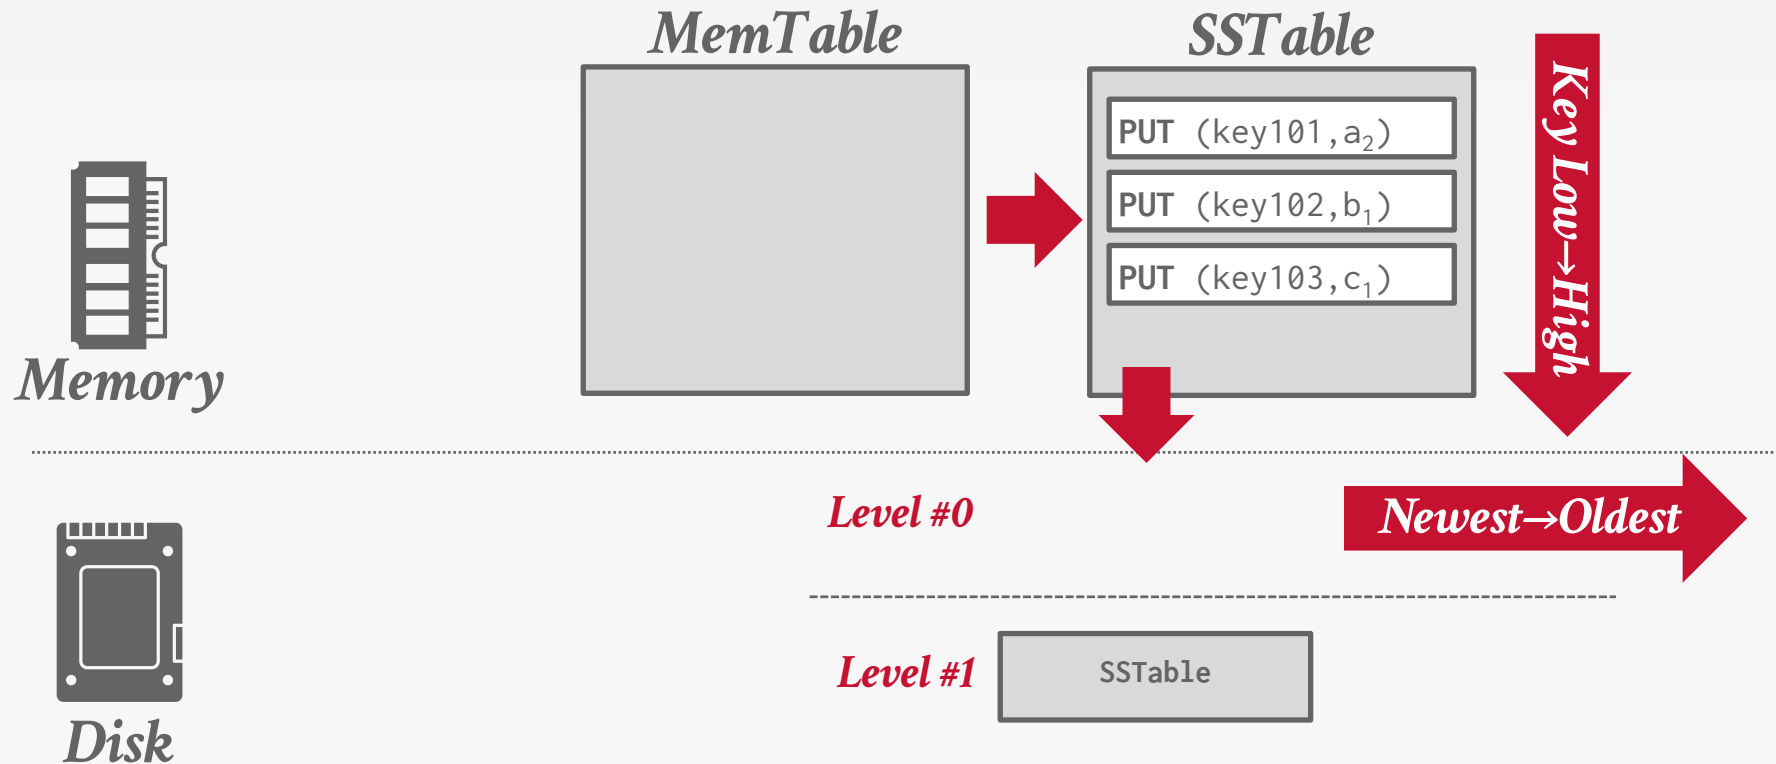 MemTable
SSTable
PUT (key101,a₂)
PUT (key102,b₁)
PUT (key103,c₁)
Key Low→High
Memory
Level #0
Newest→Oldest
Level #1
SSTable
Disk